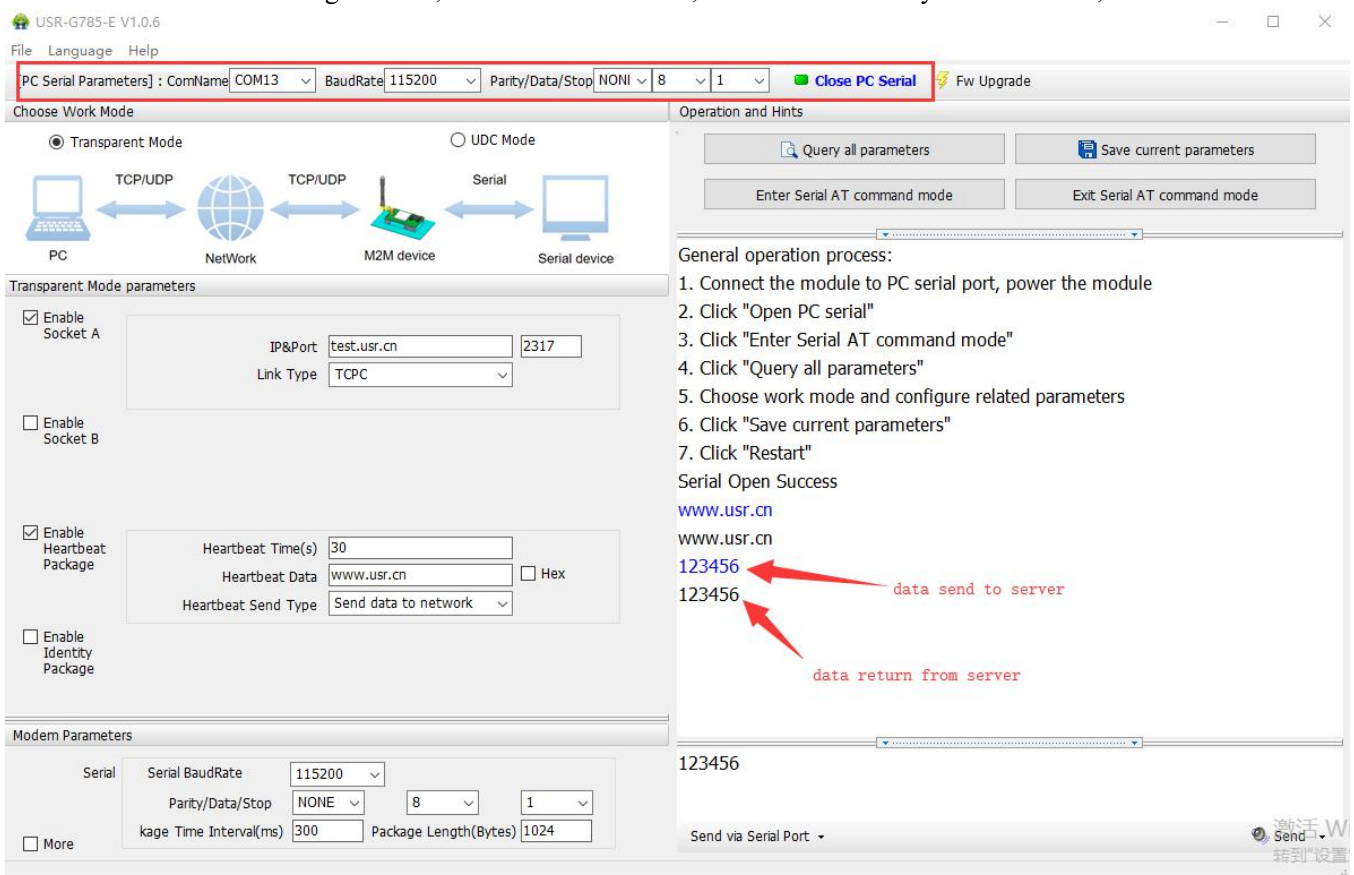 USR-G785-E V1.0.6
File Language Help
[PC Serial Parameters] : ComName COM13 BaudRate 115200 Parity/Data/Stop NONI 8 1 Close PC Serial Fw Upgrade
Choose Work Mode
Transparent Mode UDC Mode
TCP/UDP TCP/UDP Serial
PC NetWork M2M device Serial device
Transparent Mode parameters
Enable
Socket A
IP&Port test.usr.cn 2317
Link Type TCPC
Enable
Socket B
Enable
Heartbeat
Package
Heartbeat Time(s) 30
Heartbeat Data www.usr.cn Hex
Heartbeat Send Type Send data to network
Enable
Identity
Package
Modem Parameters
Serial Serial BaudRate 115200
Parity/Data/Stop NONE 8 1
kage Time Interval(ms) 300 Package Length(Bytes) 1024
More
Operation and Hints
Query all parameters Save current parameters
Enter Serial AT command mode Exit Serial AT command mode
General operation process:
1. Connect the module to PC serial port, power the module
2. Click "Open PC serial"
3. Click "Enter Serial AT command mode"
4. Click "Query all parameters"
5. Choose work mode and configure related parameters
6. Click "Save current parameters"
7. Click "Restart"
Serial Open Success
www.usr.cn
www.usr.cn
123456
data send to server
123456
data return from server
123456
Send via Serial Port Send
激活 Wi
转到"设置"